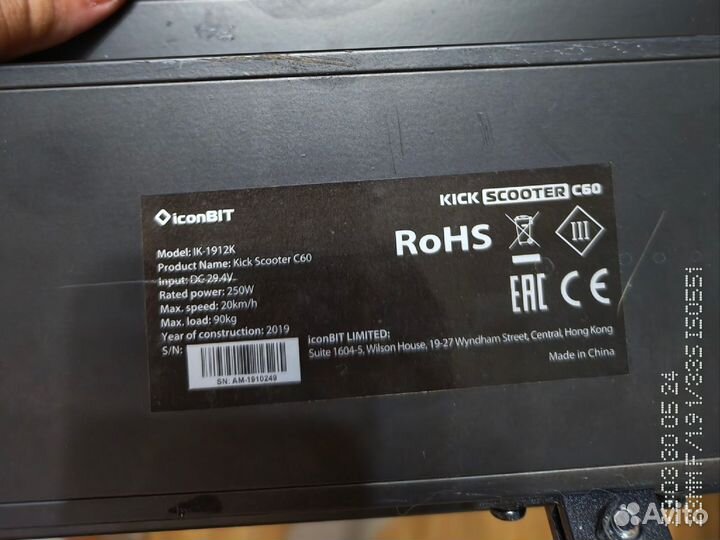 iconBIT
KICK SCOOTER C60
Model: IK-1912K
Product Name: Kick Scooter C60
Input: DC 29.4V
Rated power: 250W
Max. speed: 20km/h
Max. load: 90kg
Year of construction: 2019
S/N:
SN: AM-1910249
RoHS
III
EAC CE
iconBIT LIMITED:
Suite 1604-5, Wilson House, 19-27 Wyndham Street, Central, Hong Kong
Made in China
Avito